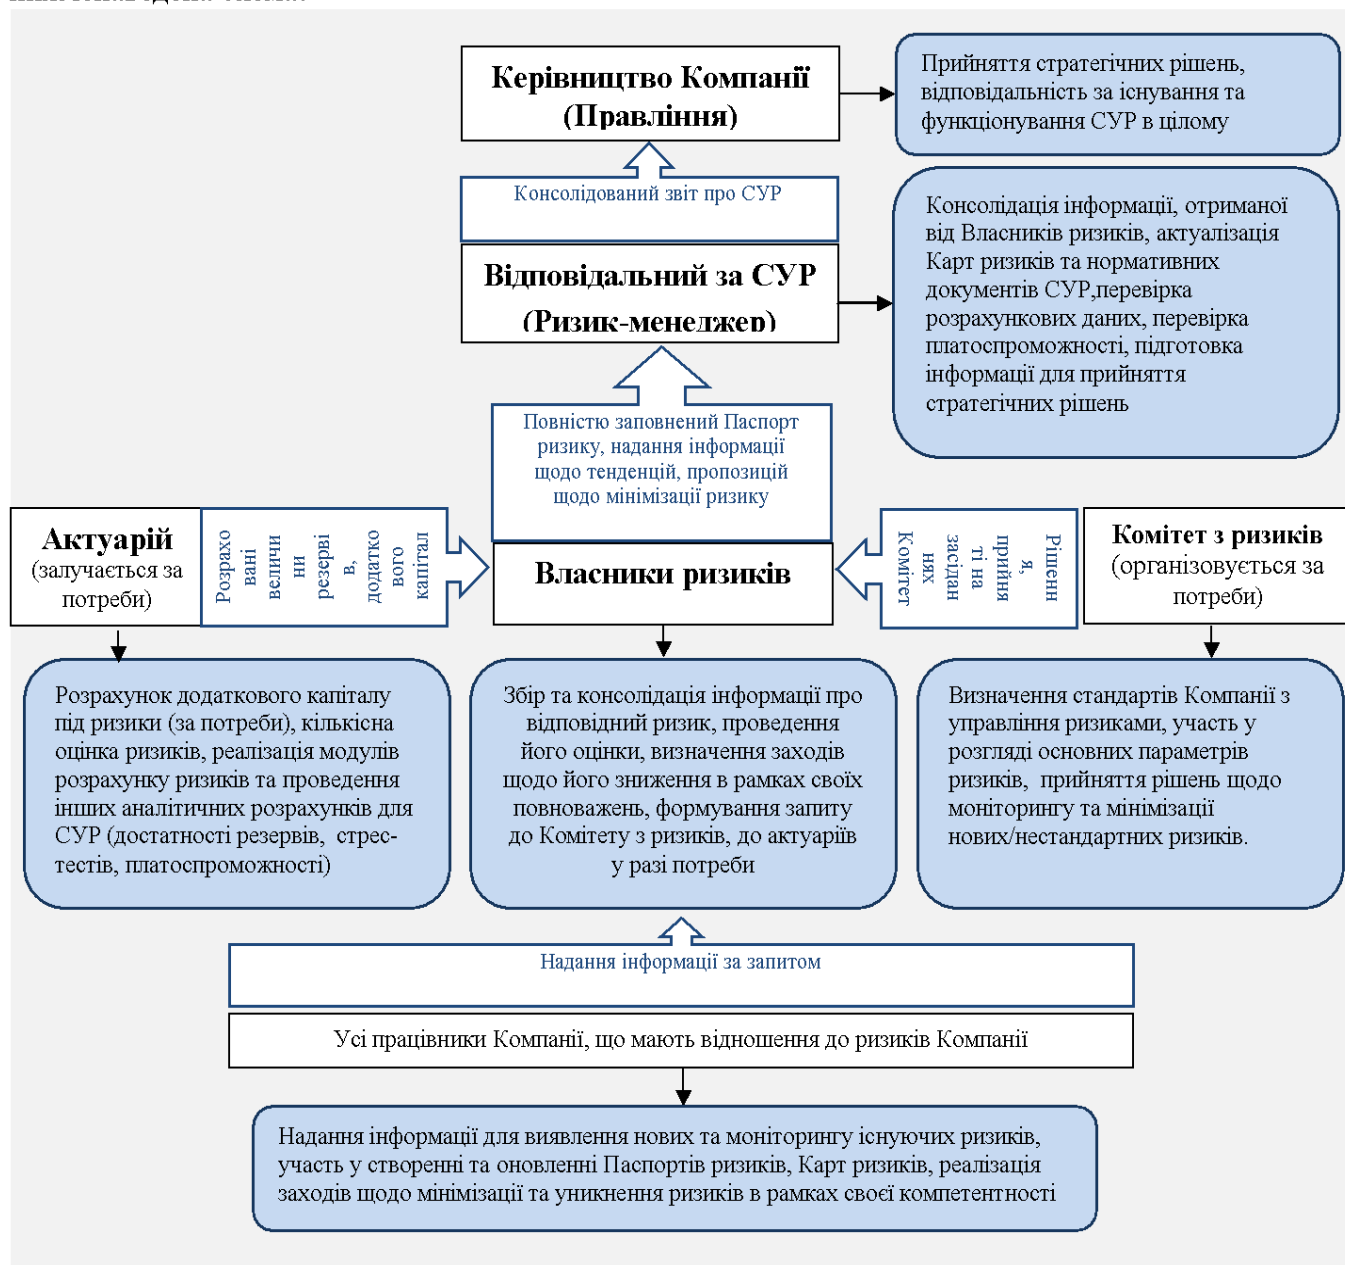 Керівництво Компанії
(Правління)
Прийняття стратегічних рішень,
відповідальність за існування та
функціонування СУР в цілому
Консолідований звіт про СУР
Відповідальний за СУР
(Ризик-менеджер)
Консолідація інформації, отриманої
від Власників ризиків, актуалізація
Карт ризиків та нормативних
документів СУР,перевірка
розрахункових даних, перевірка
платоспроможності, підготовка
інформації для прийняття
стратегічних рішень
Повністю заповнений Паспорт
ризику, надання інформації
щодо тенденцій, пропозицій
щодо мінімізації ризику
Актуарій
(залучається за
потреби)
Розрахо
вані
величи
ни
резерві
в,
додатко
вого
капітал
Власники ризиків
Рішенн
я,
прийня
ті на
засідан
нях
Комітет
Комітет з ризиків
(організовується за
потреби)
Розрахунок додаткового капіталу
під ризики (за потреби), кількісна
оцінка ризиків, реалізація модулів
розрахунку ризиків та проведення
інших аналітичних розрахунків для
СУР (достатності резервів, стрес-
тестів, платоспроможності)
Збір та консолідація інформації про
відповідний ризик, проведення
його оцінки, визначення заходів
щодо його зниження в рамках своїх
повноважень, формування запиту
до Комітету з ризиків, до актуаріїв
у разі потреби
Визначення стандартів Компанії з
управління ризиками, участь у
розгляді основних параметрів
ризиків, прийняття рішень щодо
моніторингу та мінімізації
нових/нестандартних ризиків.
Надання інформації за запитом
Усі працівники Компанії, що мають відношення до ризиків Компанії
Надання інформації для виявлення нових та моніторингу існуючих ризиків,
участь у створенні та оновленні Паспортів ризиків, Карт ризиків, реалізація
заходів щодо мінімізації та уникнення ризиків в рамках своєї компетентності